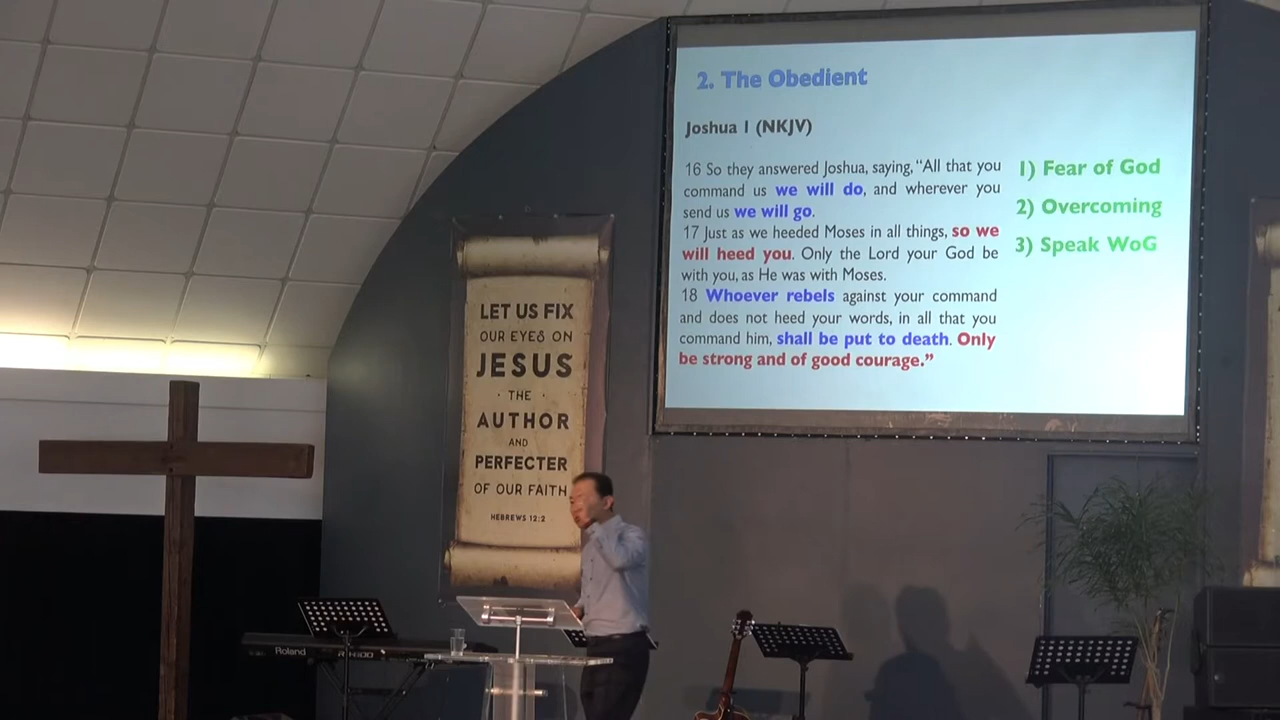 2. The Obedient
Joshua 1 (NKJV)
16 So they answered Joshua, saying, “All that you
command us we will do, and wherever you
send us we will go.
17 Just as we heeded Moses in all things, so we
will heed you. Only the Lord your God be
with you, as He was with Moses.
18 Whoever rebels against your command
and does not heed your words, in all that you
command him, shall be put to death. Only
be strong and of good courage.”
1) Fear of God
2) Overcoming
3) Speak WoG
LET US FIX
OUR EYES ON
JESUS
· THE ·
AUTHOR
AND
PERFECTER
OF OUR FAITH
HEBREWS 12:2
Roland